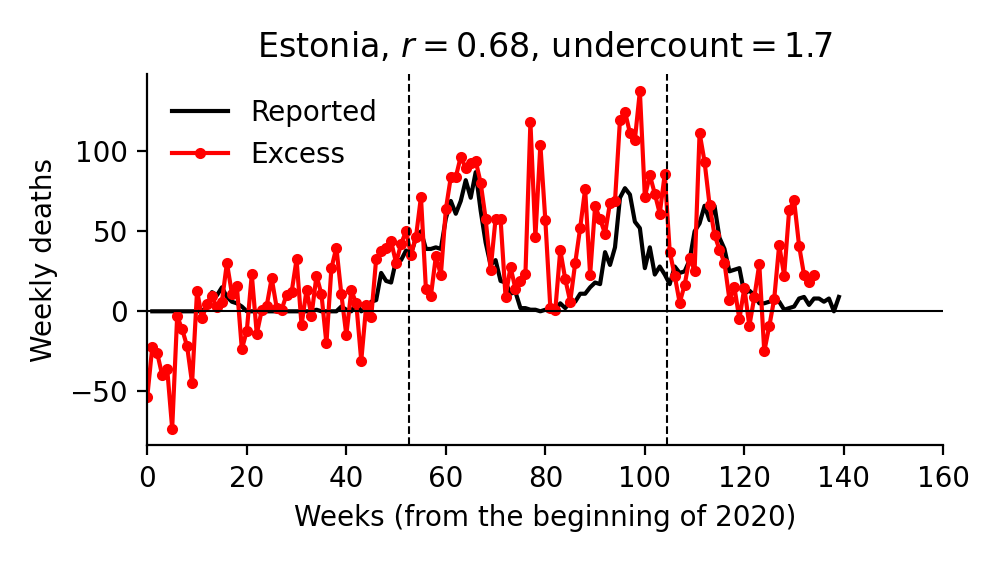 Estonia, r = 0.68, undercount = 1.7
Reported
Excess
Weekly deaths
100
50
0
−50
0 20 40 60 80 100 120 140 160
Weeks (from the beginning of 2020)